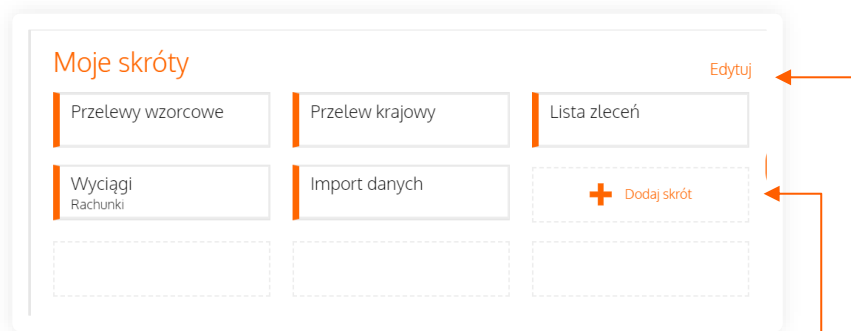 Moje skróty
Edytuj
Przelewy wzorcowe
Przelew krajowy
Lista zleceń
Wyciągi
Rachunki
Import danych
Dodaj skrót